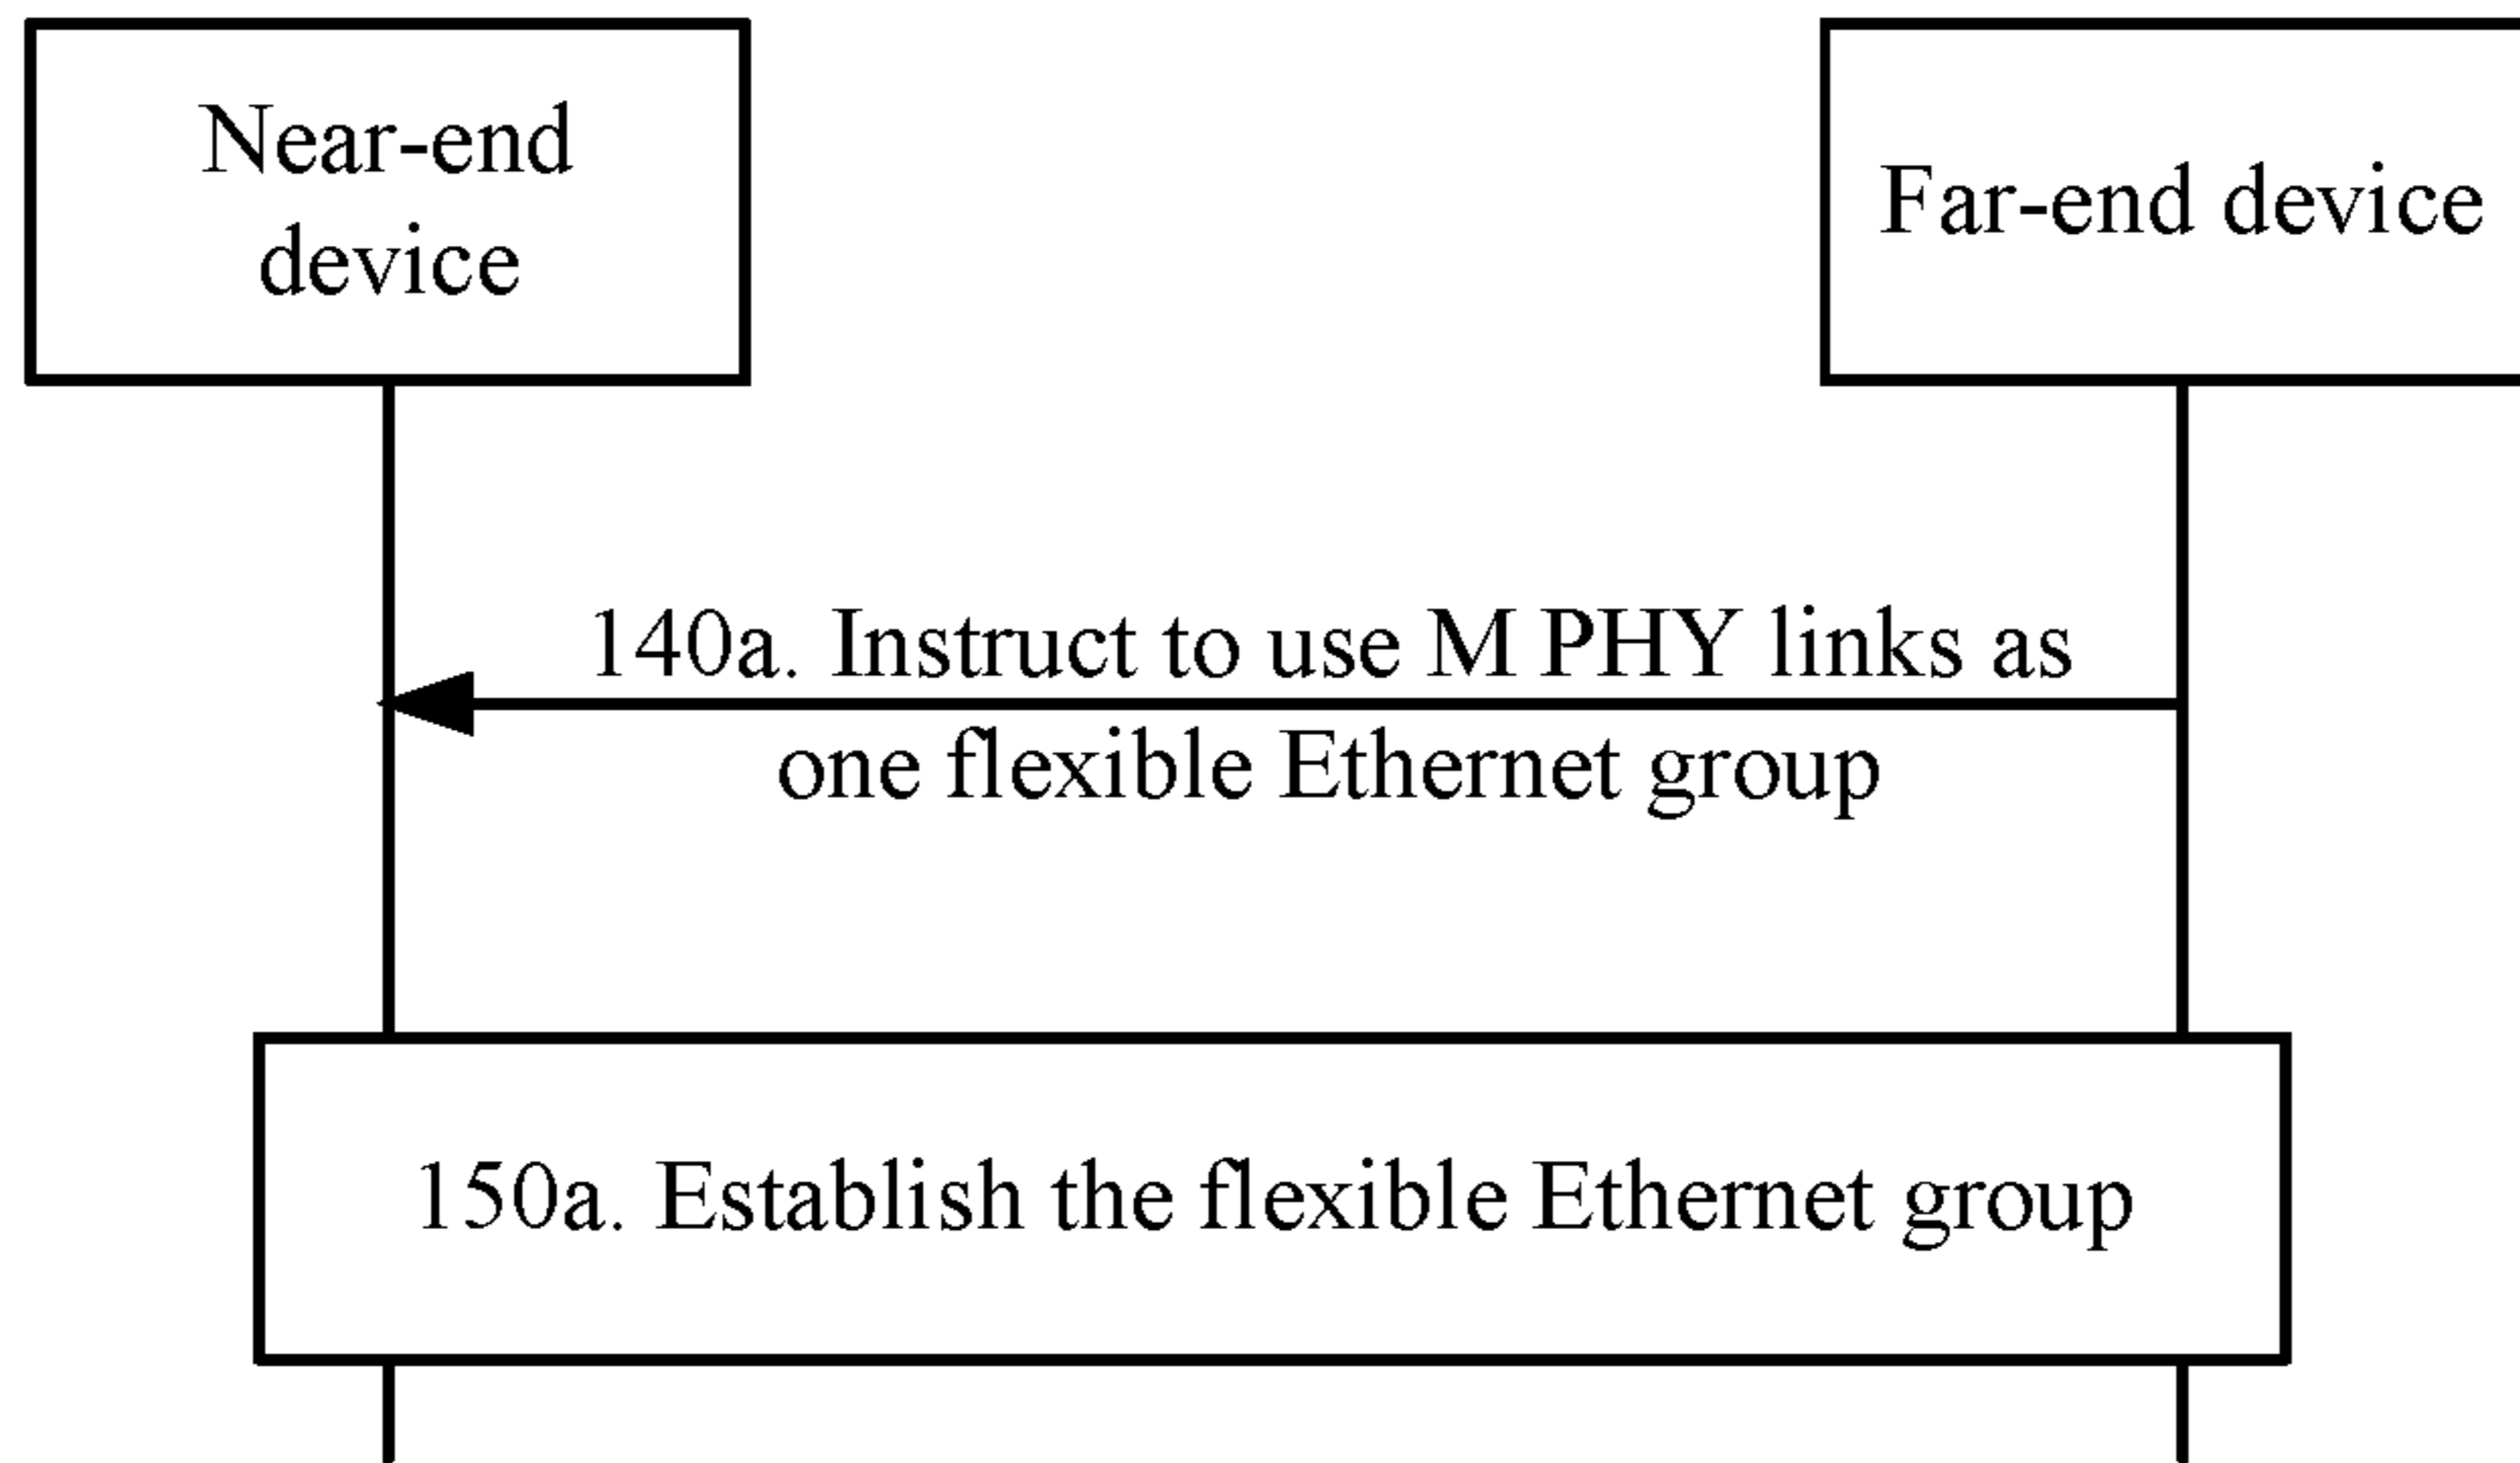 Near-end
device
Far-end device
140a. Instruct to use M PHY links as
one flexible Ethernet group
150a. Establish the flexible Ethernet group